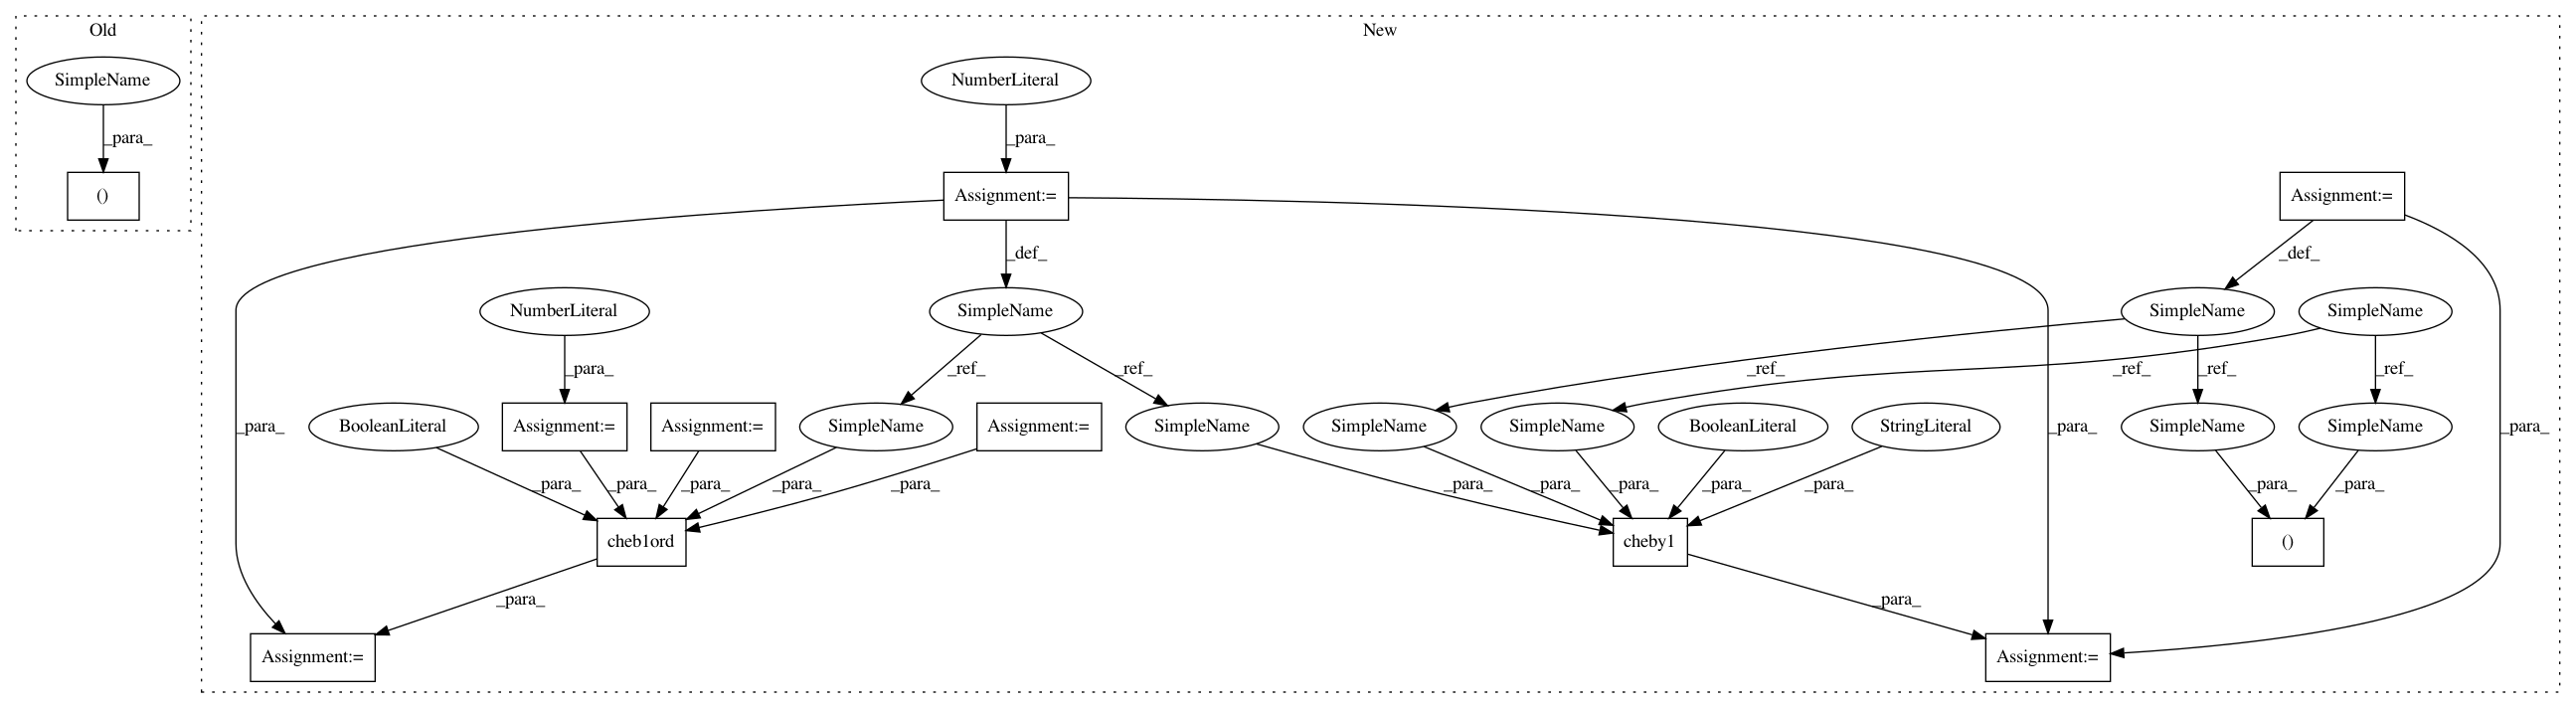 Old
New
SimpleName
NumberLiteral
_para_
_para_
()
Assignment:=
Assignment:=
_def_
_def_
NumberLiteral
SimpleName
SimpleName
SimpleName
_para_
_ref_
_ref_
_ref_
_ref_
_ref_
_ref_
_para_
BooleanLiteral
Assignment:=
Assignment:=
SimpleName
Assignment:=
SimpleName
SimpleName
SimpleName
BooleanLiteral
StringLiteral
_para_
SimpleName
SimpleName
_para_
_para_
_para_
_para_
_para_
_para_
_para_
_para_
_para_
_para_
_para_
_para_
_para_
cheb1ord
cheby1
()
_para_
_para_
Assignment:=
Assignment:=